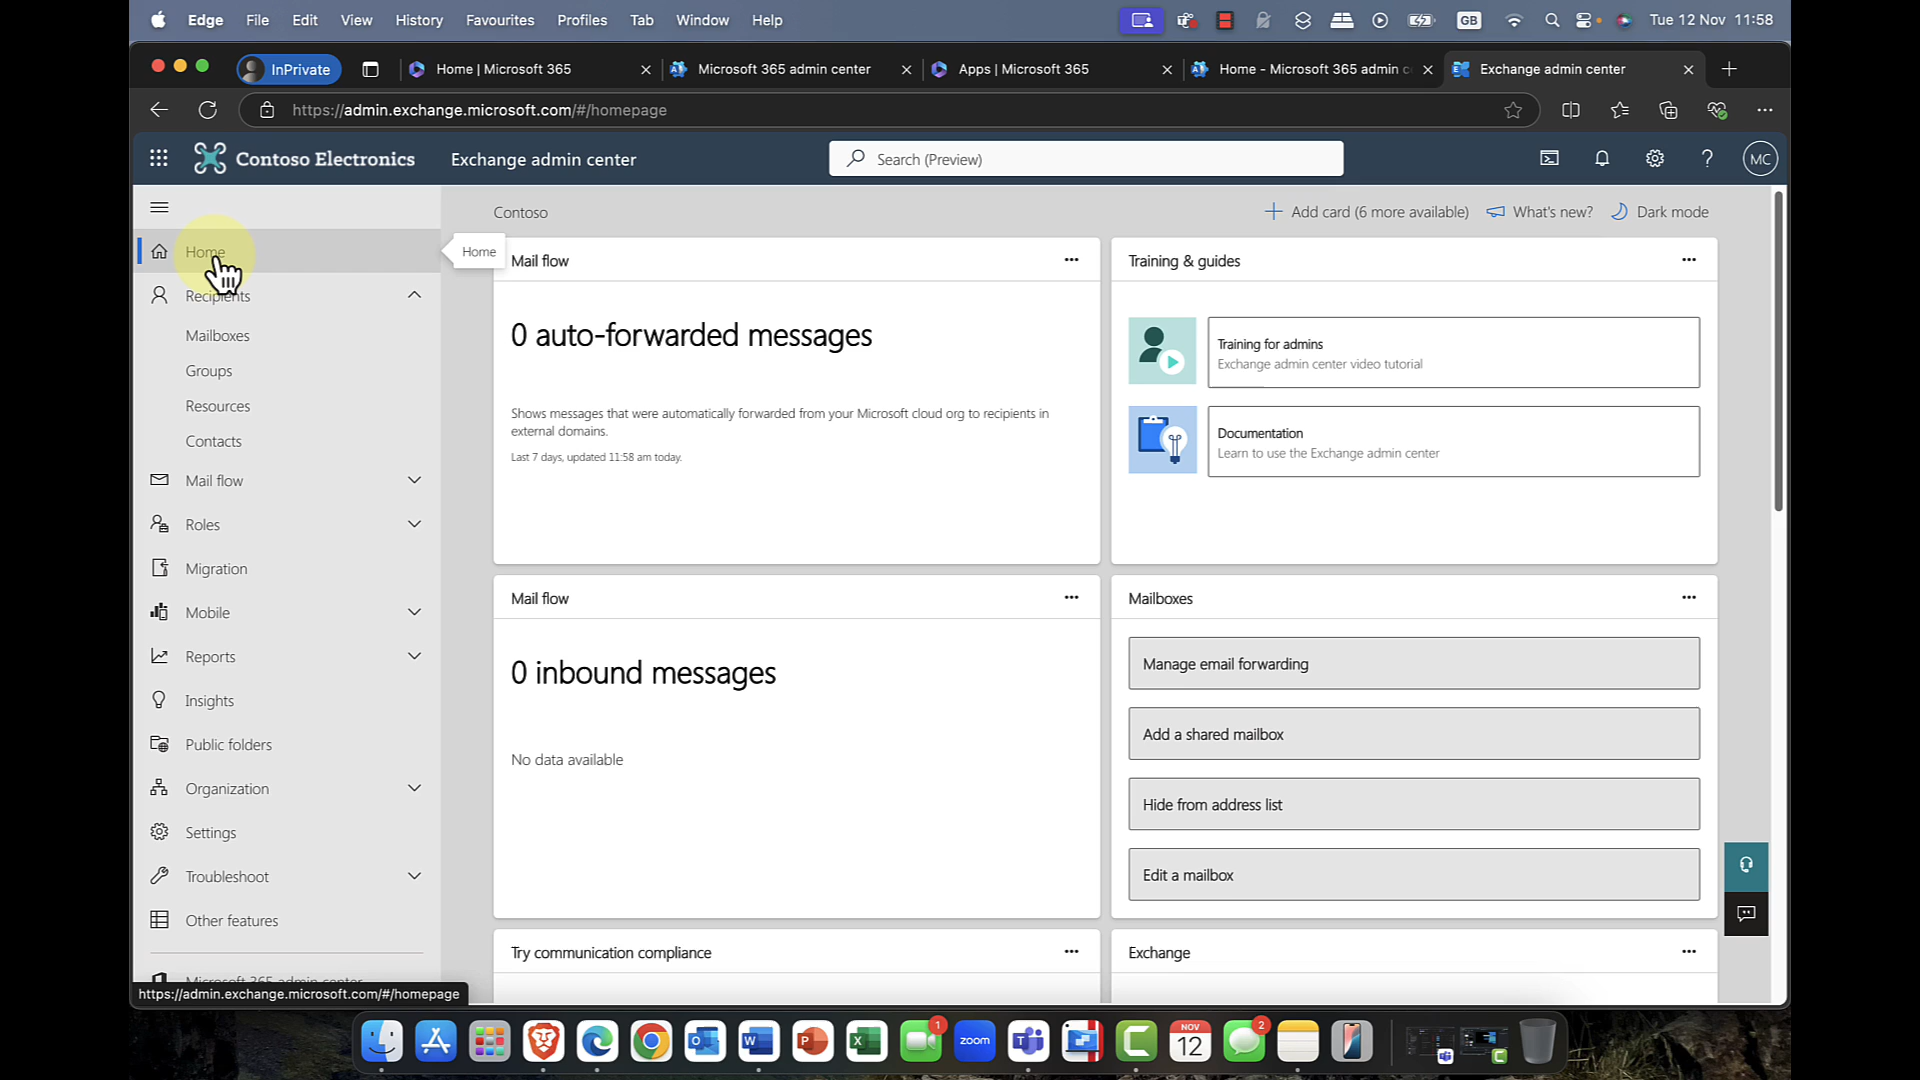 Edge File Edit View History Favourites Profiles Tab Window Help GB Tue 12 Nov 11:58
InPrivate Home | Microsoft 365 Microsoft 365 admin center Apps | Microsoft 365 Home - Microsoft 365 admin c Exchange admin center
https://admin.exchange.microsoft.com/#/homepage
Contoso Electronics Exchange admin center Search (Preview) MC
Contoso Add card (6 more available) What's new? Dark mode
Home
Home
Recipients
Mailboxes
Groups
Resources
Contacts
Mail flow
Roles
Migration
Mobile
Reports
Insights
Public folders
Organization
Settings
Troubleshoot
Other features
Microsoft 365 admin center
https://admin.exchange.microsoft.com/#/homepage
Mail flow
0 auto-forwarded messages
Shows messages that were automatically forwarded from your Microsoft cloud org to recipients in
external domains.
Last 7 days, updated 11:58 am today.
Training & guides
Training for admins
Exchange admin center video tutorial
Documentation
Learn to use the Exchange admin center
Mail flow
0 inbound messages
No data available
Mailboxes
Manage email forwarding
Add a shared mailbox
Hide from address list
Edit a mailbox
Try communication compliance
Exchange
1 zoom NOV 12 2